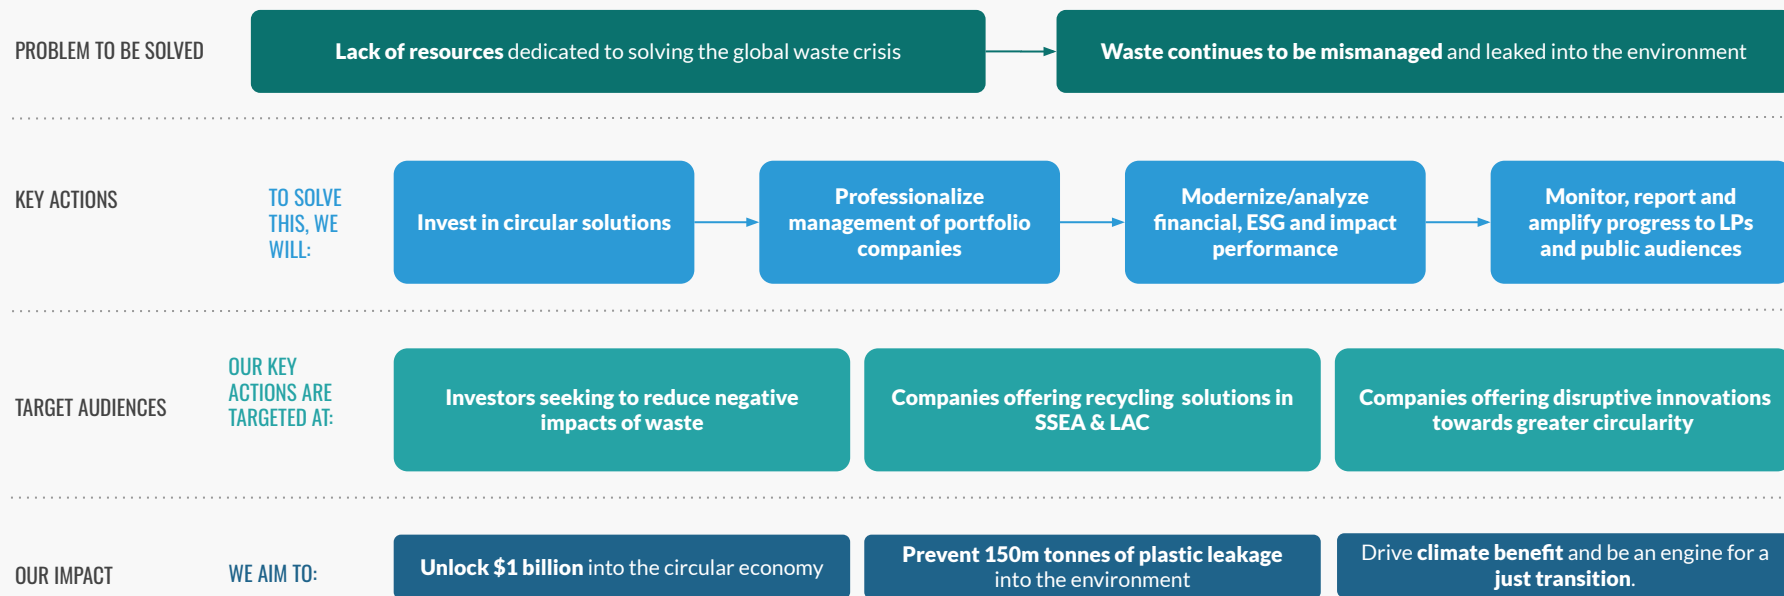 PROBLEM TO BE SOLVED
Lack of resources dedicated to solving the global waste crisis
Waste continues to be mismanaged and leaked into the environment
KEY ACTIONS
TO SOLVE
THIS, WE
WILL:
Invest in circular solutions
Professionalize
management of portfolio
companies
Modernize/analyze
financial, ESG and impact
performance
Monitor, report and
amplify progress to LPs
and public audiences
TARGET AUDIENCES
OUR KEY
ACTIONS ARE
TARGETED AT:
Investors seeking to reduce negative
impacts of waste
Companies offering recycling solutions in
SSEA & LAC
Companies offering disruptive innovations
towards greater circularity
OUR IMPACT
WE AIM TO:
Unlock $1 billion into the circular economy
Prevent 150m tonnes of plastic leakage
into the environment
Drive climate benefit and be an engine for a
just transition.